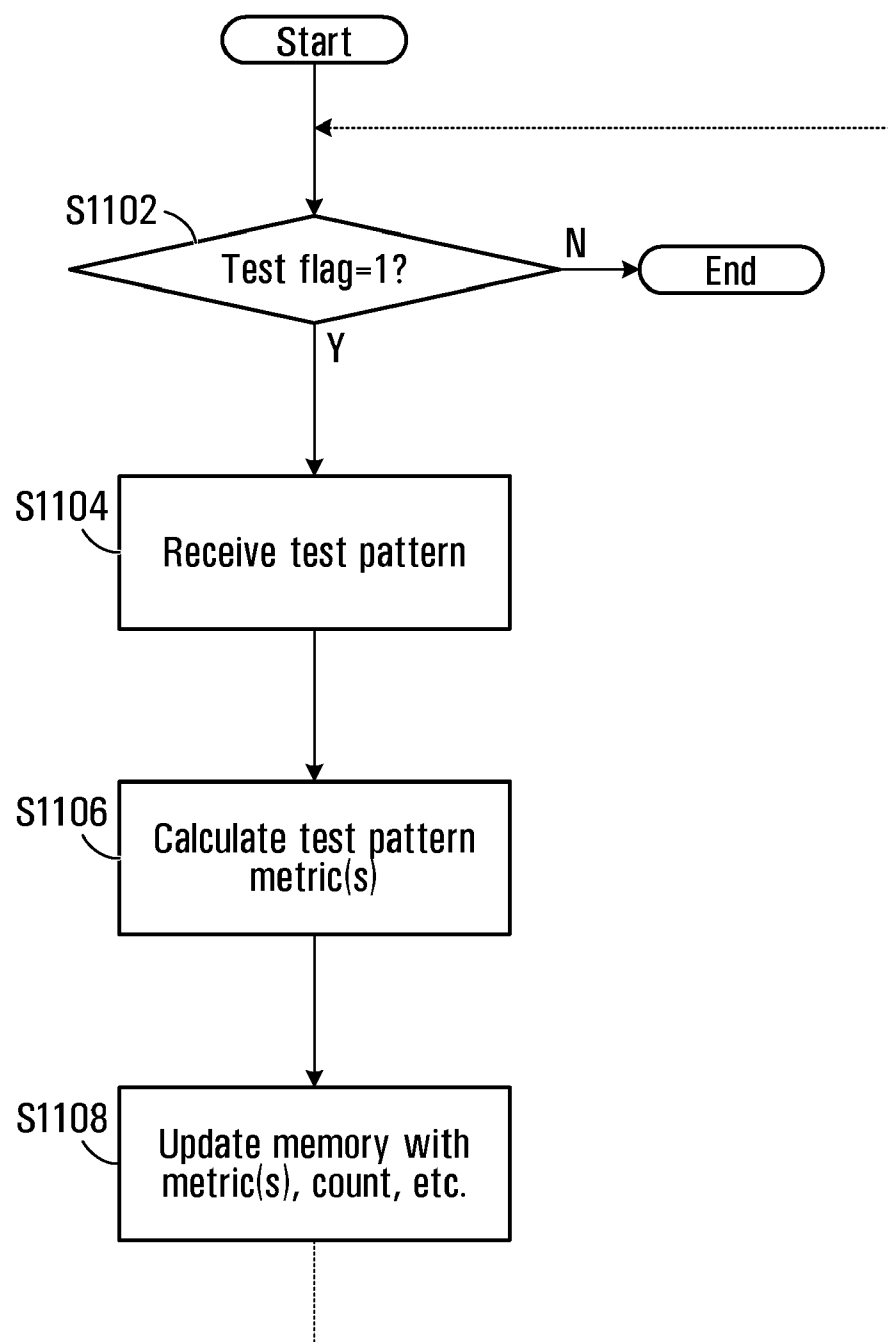 Start
S1102
Test flag=1?
N
End
Y
S1104
Receive test pattern
S1106
Calculate test pattern
metric(s)
S1108
Update memory with
metric(s), count, etc.